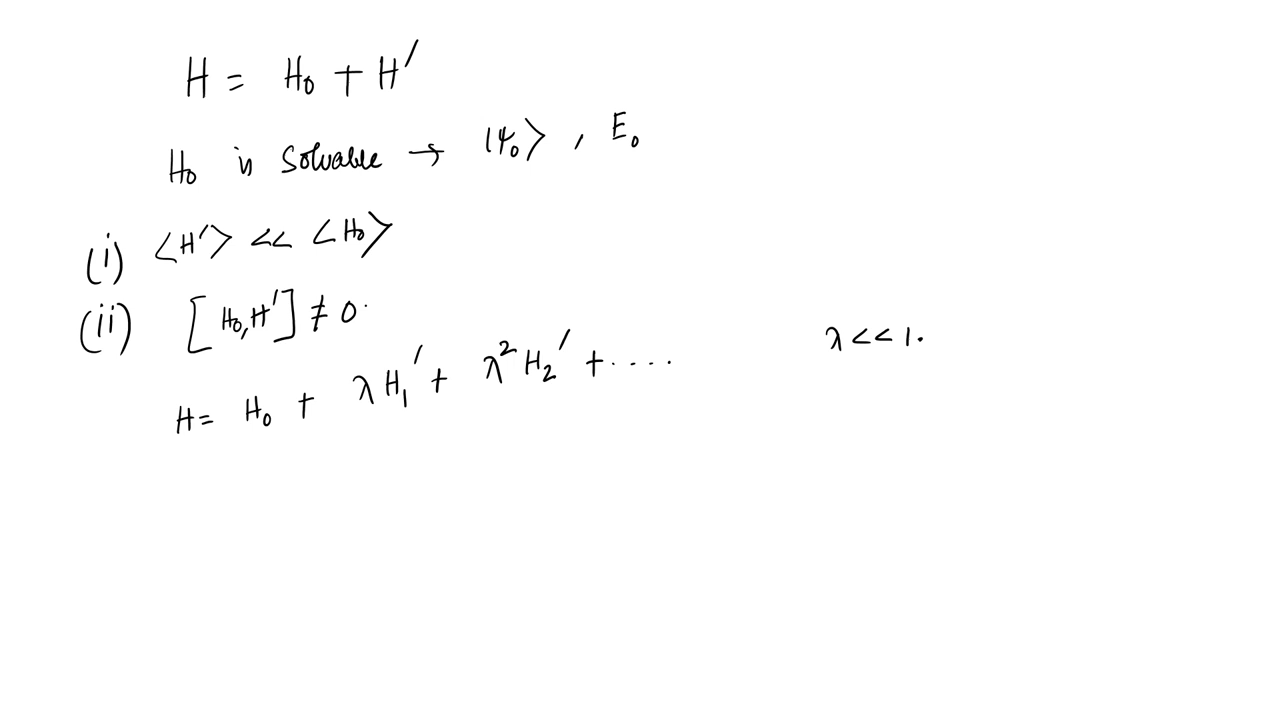 H = H₀ + H′
H₀ is solvable → |ψ₀⟩ , E₀
(i) ⟨H′⟩ << ⟨H₀⟩
(ii) [H₀, H′] ≠ 0.
H = H₀ + λH₁′ + λ²H₂′ + ..... λ << 1.